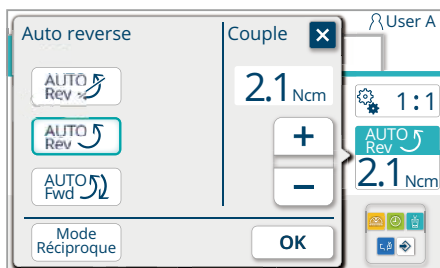 Auto reverse
Couple
User A
AUTO
Rev
2.1 Ncm
1:1
AUTO
Rév
+
AUTO
Rev
2.1 Ncm
AUTO
Fwd
−
Mode
Réciproque
OK
t,β